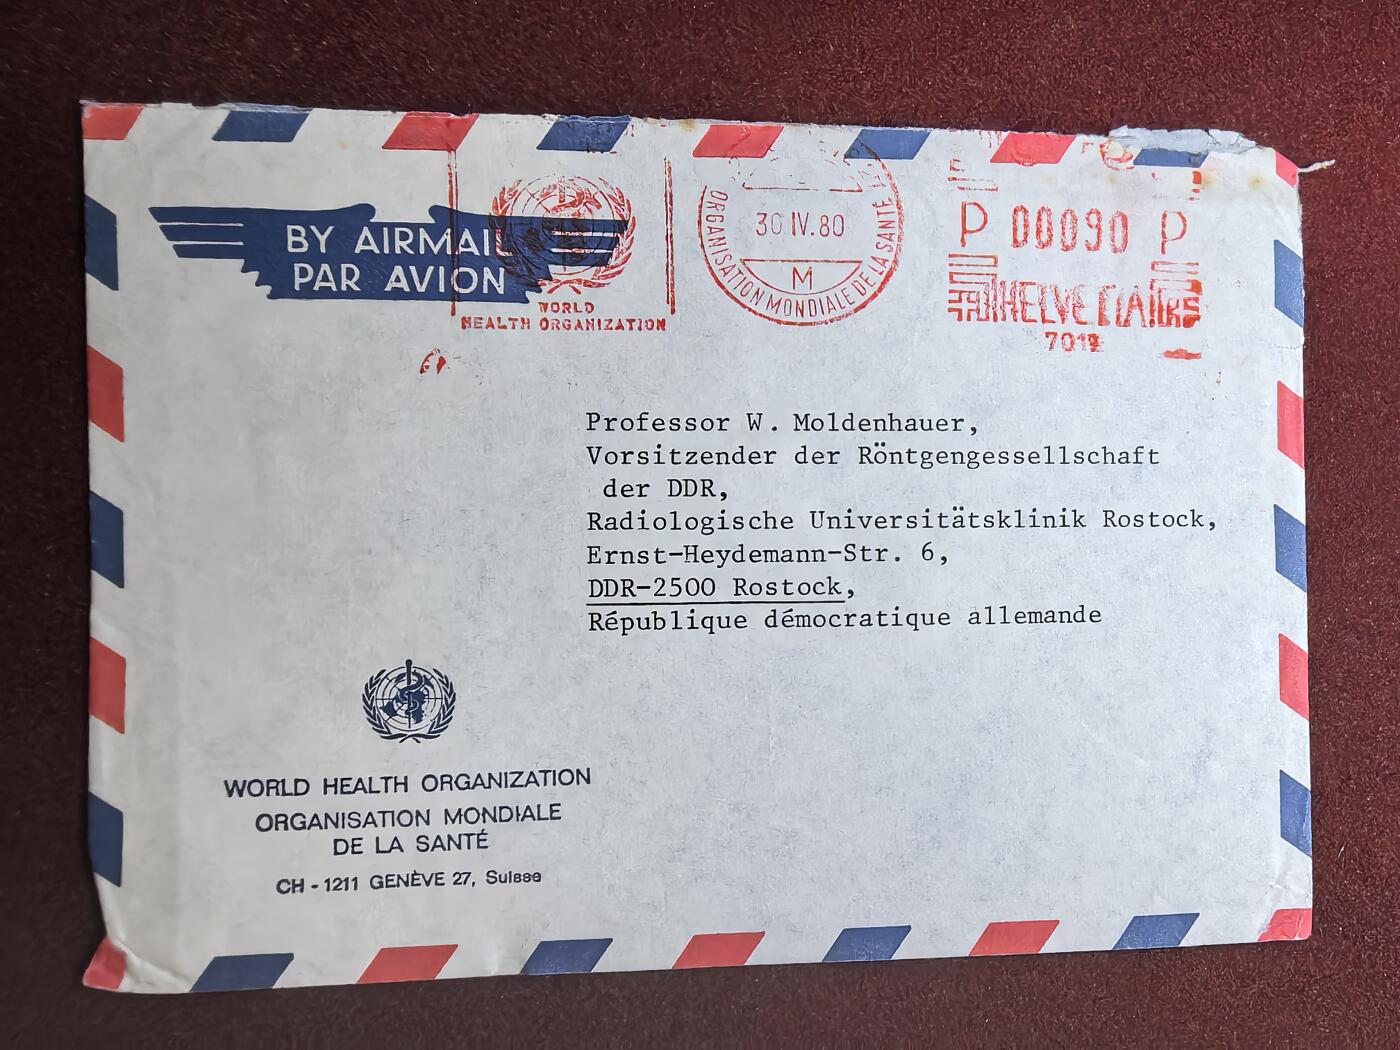 BY AIRMAIL
PAR AVION
WORLD
HEALTH ORGANIZATION
ORGANISATION MONDIALE DE LA SANTÉ
30 IV. 80
M
P 00090 P
HELVETIA
Professor W. Moldenhauer,
Vorsitzender der Röntgengessellschaft
der DDR,
Radiologische Universitätsklinik Rostock,
Ernst-Heydemann-Str. 6,
DDR-2500 Rostock,
République démocratique allemande
WORLD HEALTH ORGANIZATION
ORGANISATION MONDIALE
DE LA SANTÉ
CH - 1211 GENÈVE 27, Suisse